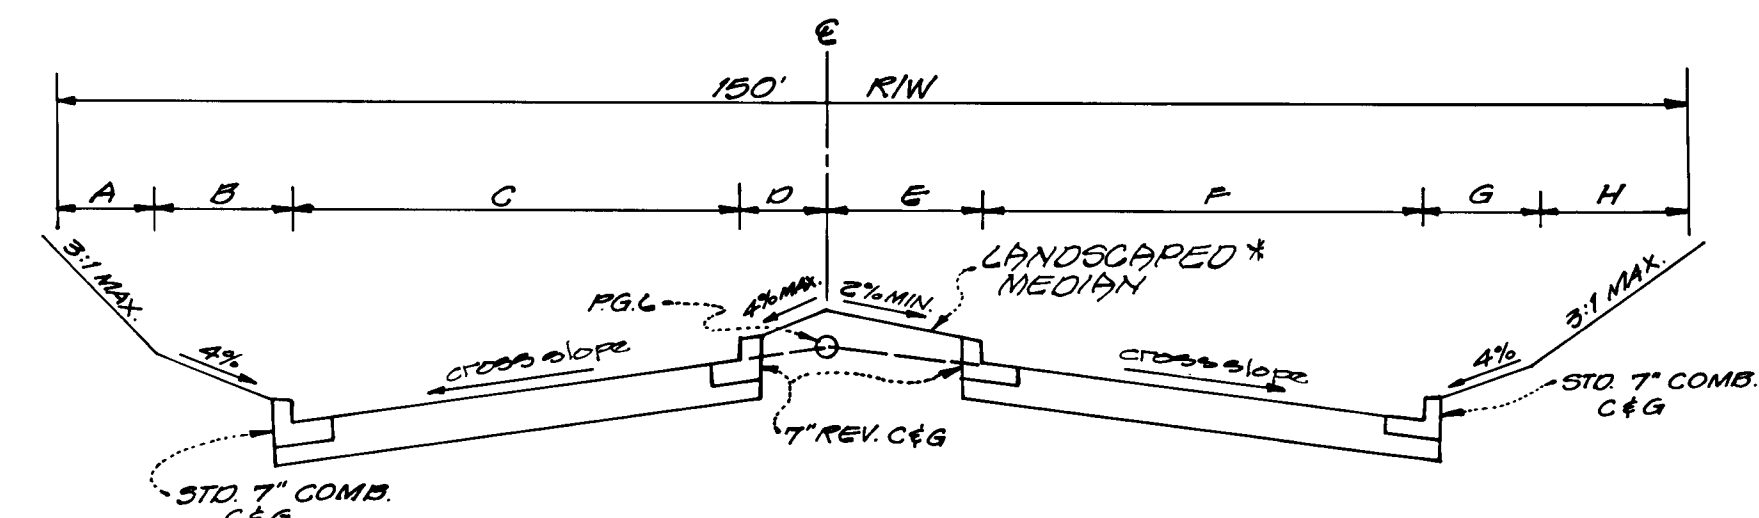 ℄
150' R/W
A B C D E F G H
3:1 MAX.
4%
cross slope
P.G.L
4% MAX.
2% MIN.
LANDSCAPED *
MEDIAN
cross slope
4%
3:1 MAX.
STD. 7" COMB.
C & G
7" REV. C&G
STD. 7" COMB.
C & G